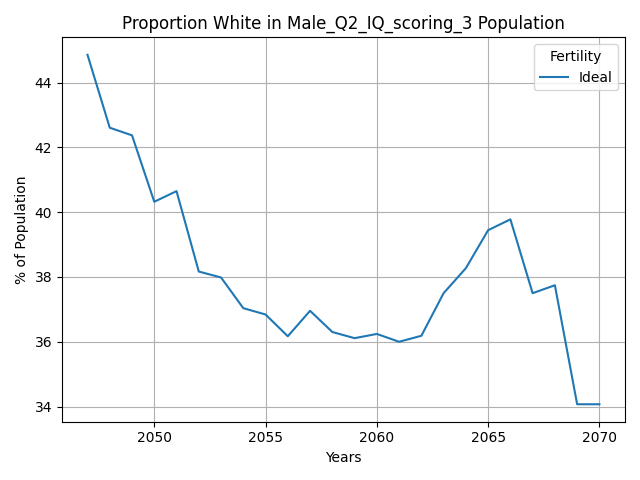 Proportion White in Male_Q2_IQ_scoring_3 Population
Fertility
Ideal
% of Population
44
42
40
38
36
34
2050 2055 2060 2065 2070
Years